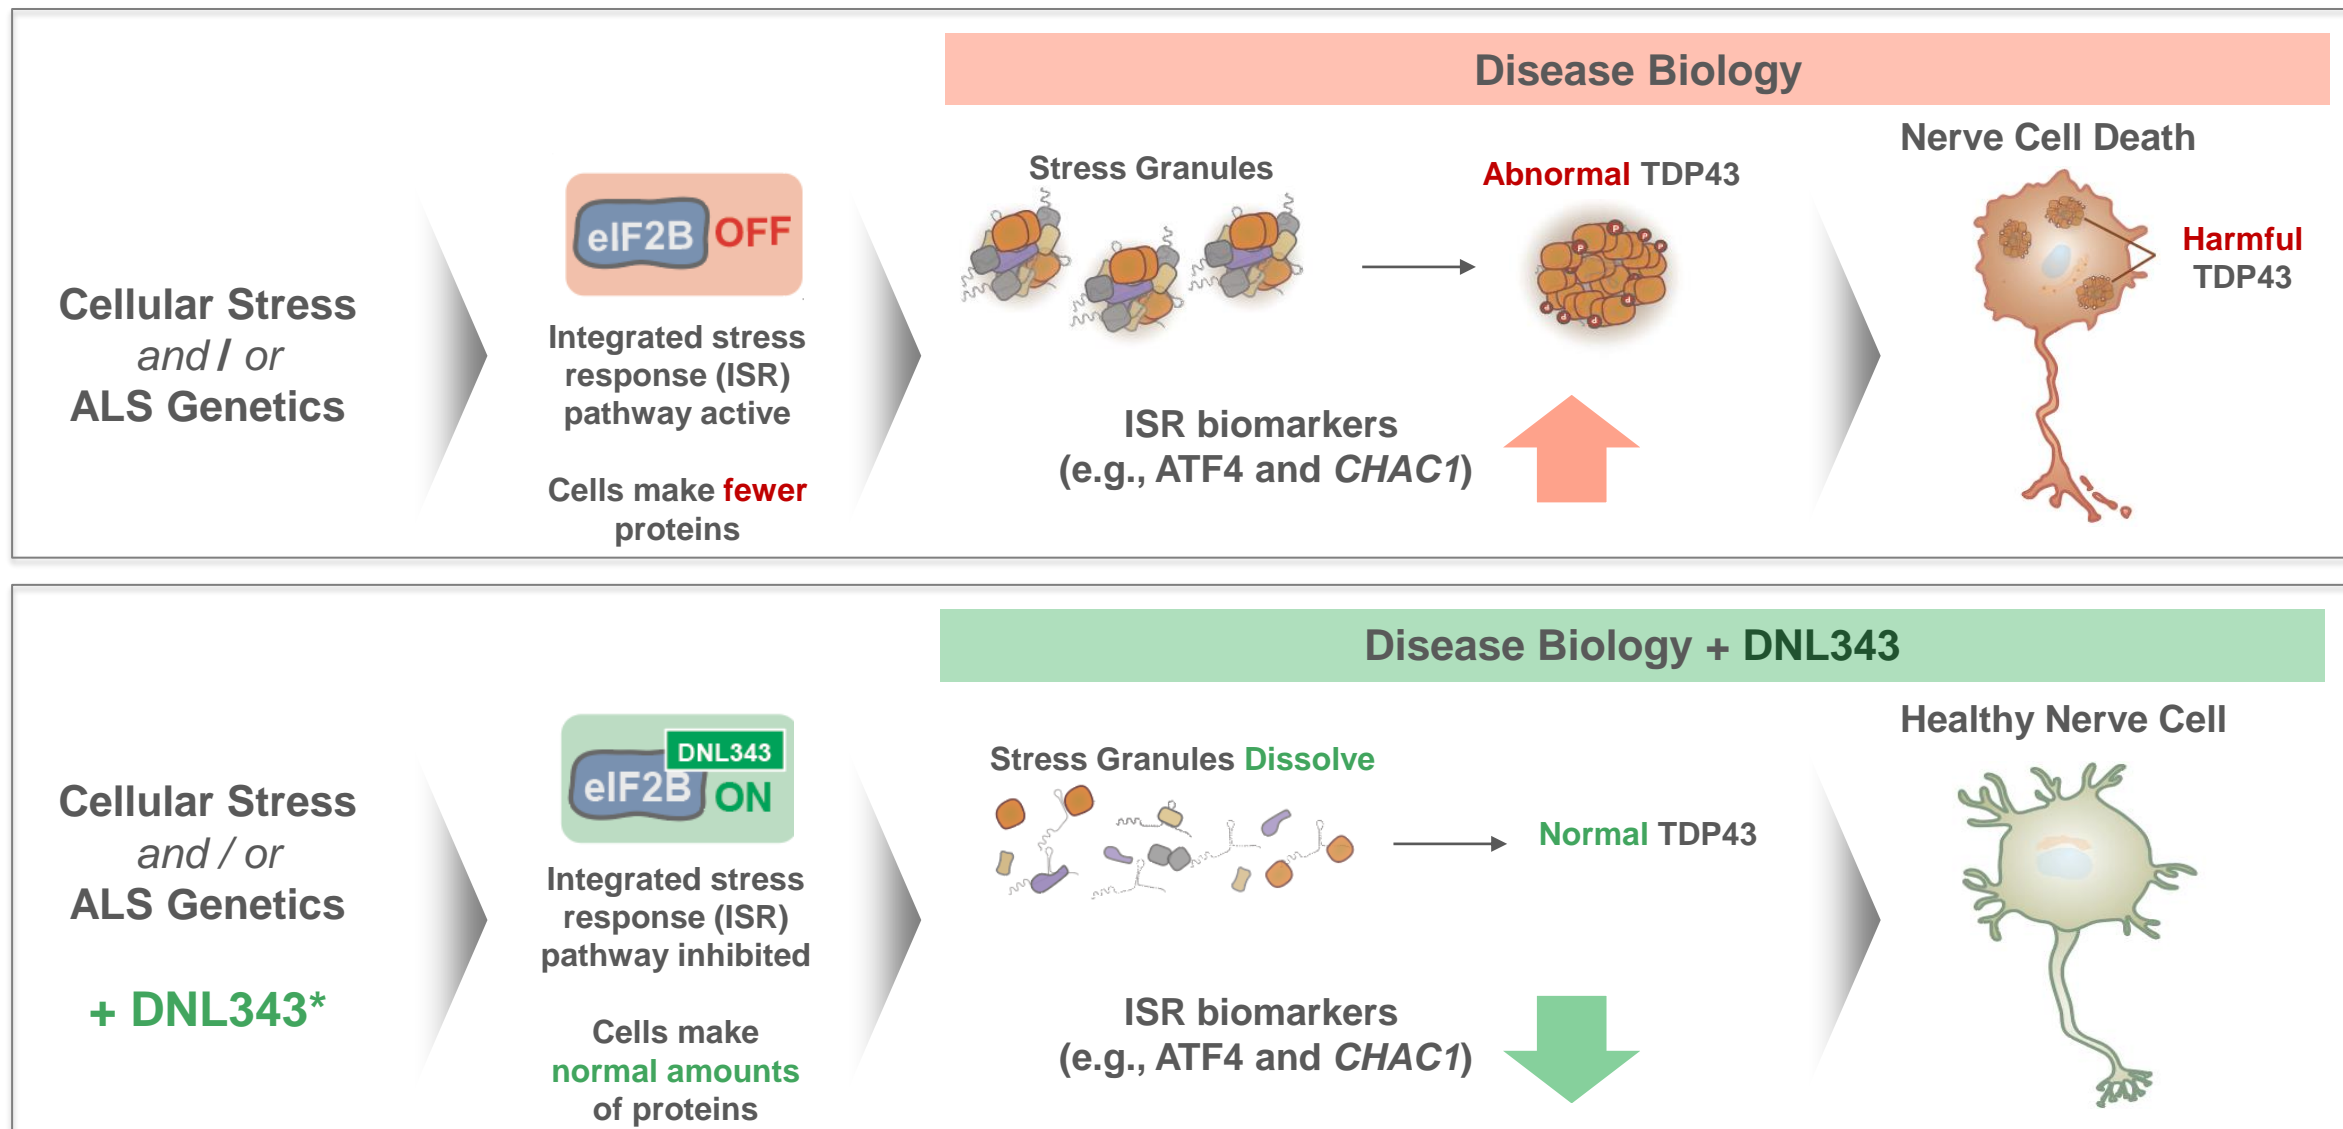 Disease Biology
Cellular Stress
and / or
ALS Genetics
eIF2B OFF
Integrated stress
response (ISR)
pathway active
Cells make fewer
proteins
Stress Granules
Abnormal TDP43
P
P
P
P
P
P
P
P
P
ISR biomarkers
(e.g., ATF4 and CHAC1)
Nerve Cell Death
Harmful
TDP43
Disease Biology + DNL343
Cellular Stress
and / or
ALS Genetics
+ DNL343*
DNL343
eIF2B ON
Integrated stress
response (ISR)
pathway inhibited
Cells make
normal amounts
of proteins
Stress Granules Dissolve
Normal TDP43
ISR biomarkers
(e.g., ATF4 and CHAC1)
Healthy Nerve Cell